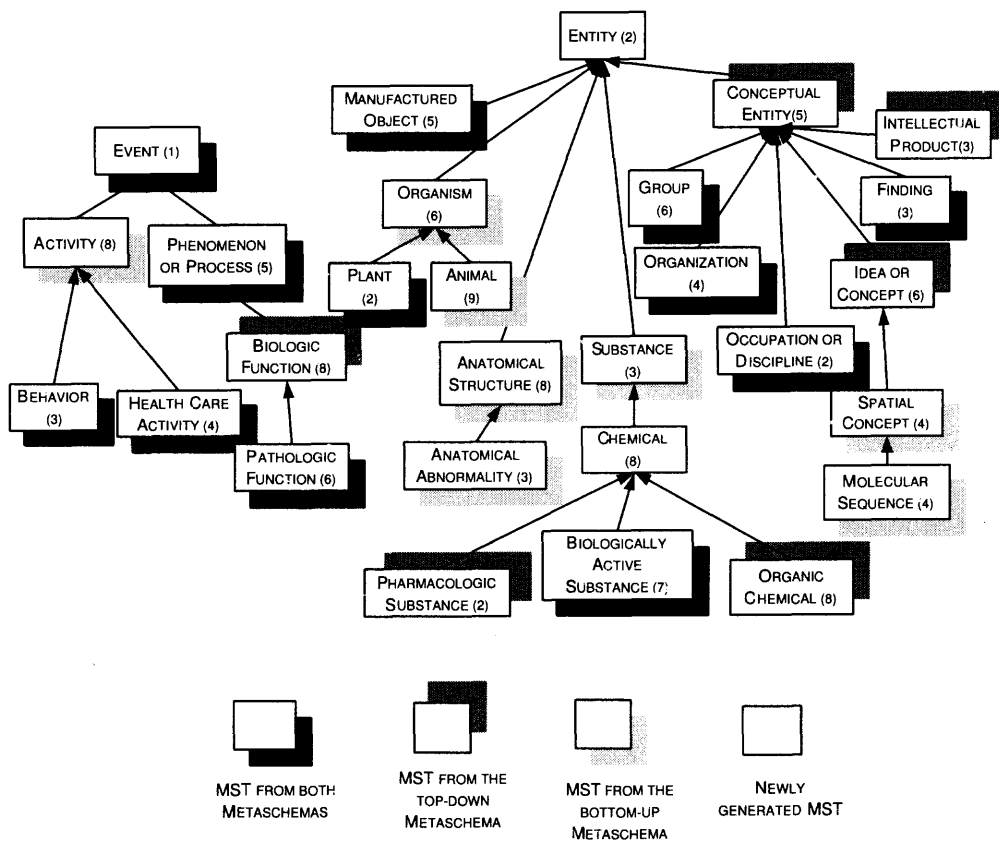 ENTITY (2)
MANUFACTURED
OBJECT (5)
CONCEPTUAL
ENTITY(5)
INTELLECTUAL
PRODUCT(3)
EVENT (1)
ORGANISM
(6)
GROUP
(6)
FINDING
(3)
ACTIVITY (8)
PHENOMENON
OR PROCESS (5)
PLANT
(2)
ANIMAL
(9)
ORGANIZATION
(4)
IDEA OR
CONCEPT (6)
BIOLOGIC
FUNCTION (8)
ANATOMICAL
STRUCTURE (8)
SUBSTANCE
(3)
OCCUPATION OR
DISCIPLINE (2)
BEHAVIOR
(3)
HEALTH CARE
ACTIVITY (4)
SPATIAL
CONCEPT (4)
PATHOLOGIC
FUNCTION (6)
ANATOMICAL
ABNORMALITY (3)
CHEMICAL
(8)
MOLECULAR
SEQUENCE (4)
PHARMACOLOGIC
SUBSTANCE (2)
BIOLOGICALLY
ACTIVE
SUBSTANCE (7)
ORGANIC
CHEMICAL (8)
MST FROM BOTH
METASCHEMAS
MST FROM THE
TOP-DOWN
METASCHEMA
MST FROM THE
BOTTOM-UP
METASCHEMA
NEWLY
GENERATED MST